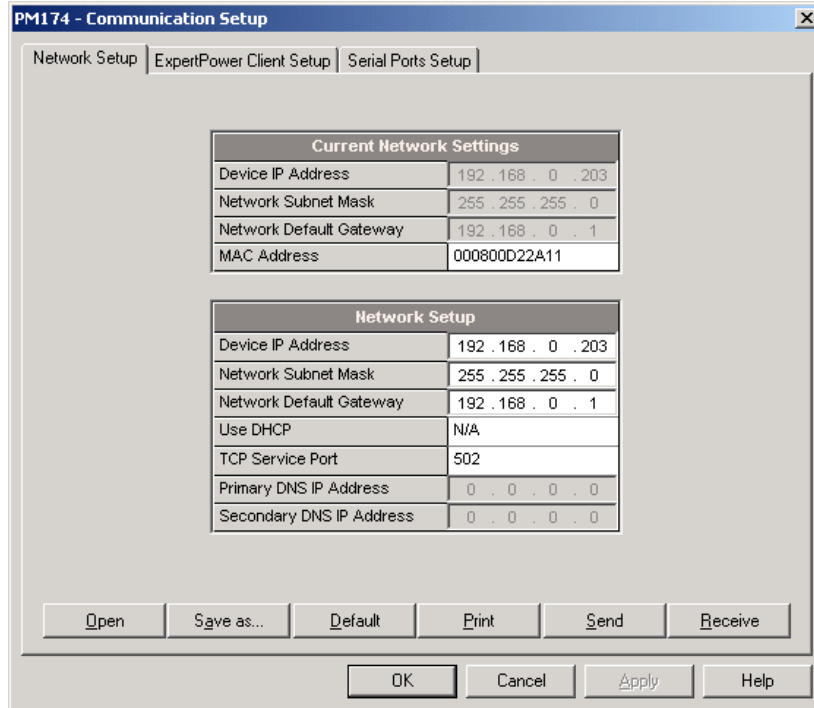 PM174 - Communication Setup
Network Setup ExpertPower Client Setup Serial Ports Setup
Current Network Settings
Device IP Address 192 . 168 . 0 . 203
Network Subnet Mask 255 . 255 . 255 . 0
Network Default Gateway 192 . 168 . 0 . 1
MAC Address 000800D22A11
Network Setup
Device IP Address 192 . 168 . 0 . 203
Network Subnet Mask 255 . 255 . 255 . 0
Network Default Gateway 192 . 168 . 0 . 1
Use DHCP N/A
TCP Service Port 502
Primary DNS IP Address 0 . 0 . 0 . 0
Secondary DNS IP Address 0 . 0 . 0 . 0
Open Save as... Default Print Send Receive
OK Cancel Apply Help